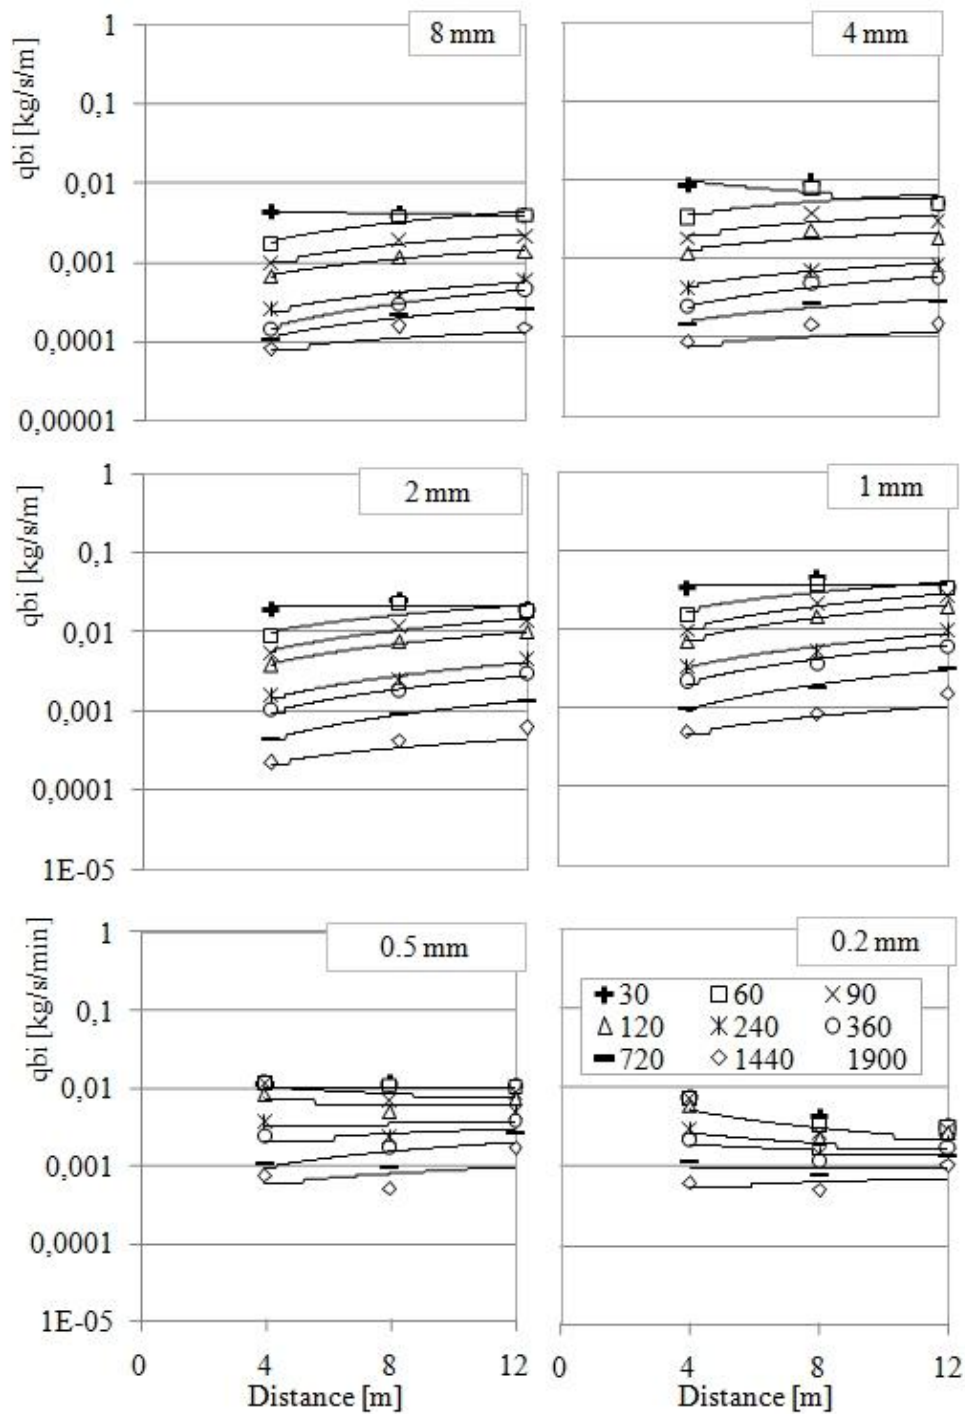 8 mm
4 mm
qbi [kg/s/m]
1
0,1
0,01
0,001
0,0001
0,00001
2 mm
1 mm
qbi [kg/s/m]
1
0,1
0,01
0,001
0,0001
1E-05
0.5 mm
0.2 mm
qbi [kg/s/min]
1
0,1
0,01
0,001
0,0001
1E-05
30 60 90
120 240 360
720 1440 1900
0 4 8 12
0 4 8 12
Distance [m]
Distance [m]